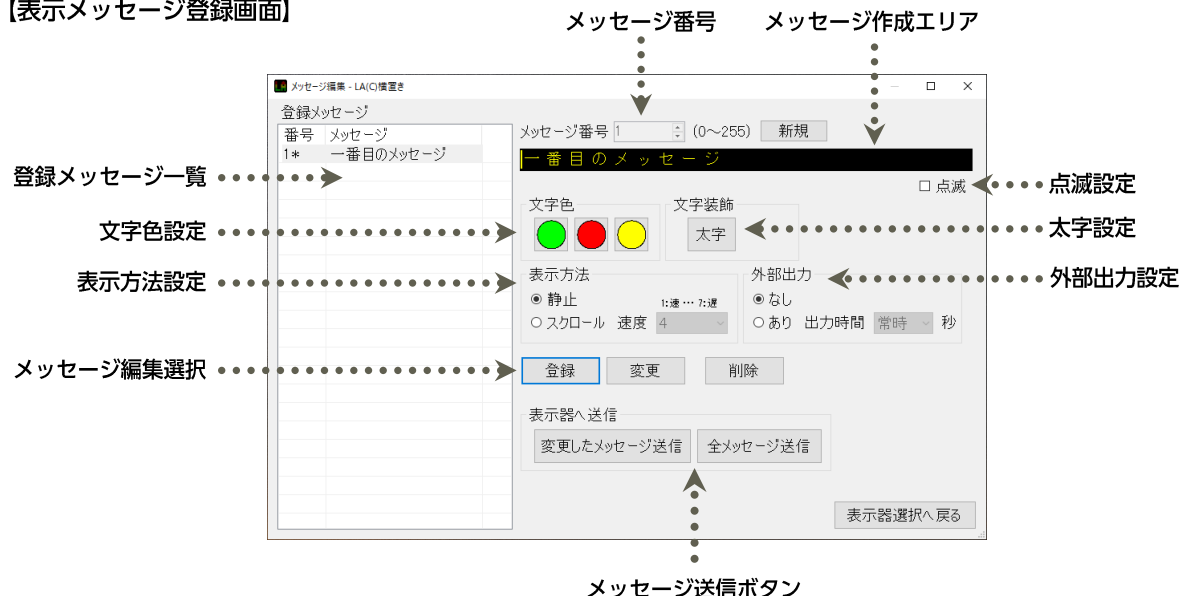 【表示メッセージ登録画面】
メッセージ番号
メッセージ作成エリア
メッセージ編集 - LA(C)横置き
登録メッセージ
番号 メッセージ
1* 一番目のメッセージ
メッセージ番号 1 (0～255) 新規
一番目のメッセージ
点滅
登録メッセージ一覧
点滅設定
文字色
文字装飾
太字
文字色設定
太字設定
表示方法
静止
1:速 … 7:遅
スクロール 速度 4
外部出力
なし
あり 出力時間 常時 秒
表示方法設定
外部出力設定
メッセージ編集選択
登録 変更 削除
表示器へ送信
変更したメッセージ送信 全メッセージ送信
表示器選択へ戻る
メッセージ送信ボタン